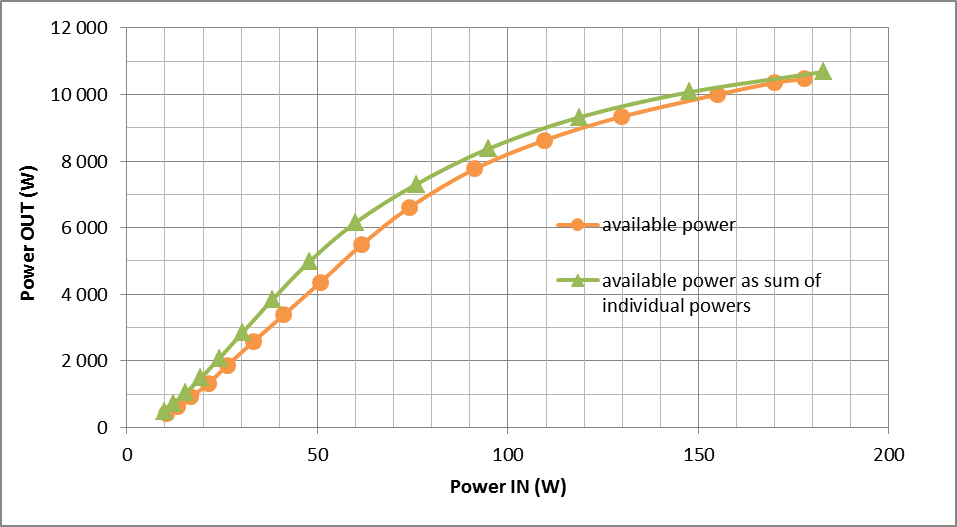 12 000
10 000
8 000
6 000
4 000
2 000
0
Power OUT (W)
available power
available power as sum of
individual powers
0
50
100
150
200
Power IN (W)